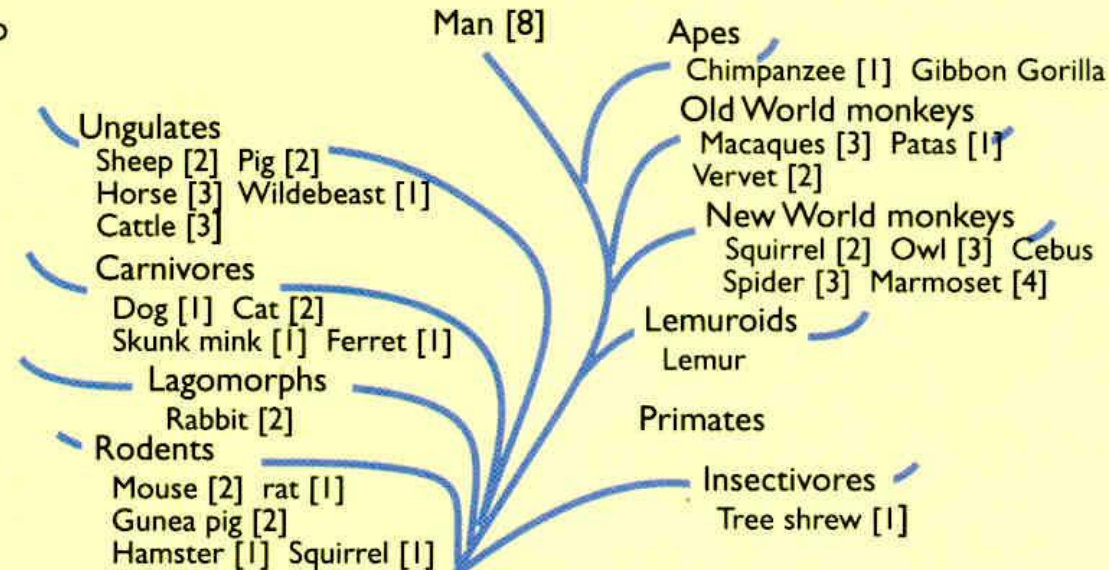 Man [8]
Apes
Chimpanzee [1] Gibbon Gorilla
Old World monkeys
Macaques [3] Patas [1]
Vervet [2]
New World monkeys
Squirrel [2] Owl [3] Cebus
Spider [3] Marmoset [4]
Lemuroids
Lemur
Primates
Insectivores
Tree shrew [1]
Ungulates
Sheep [2] Pig [2]
Horse [3] Wildebeast [1]
Cattle [3]
Carnivores
Dog [1] Cat [2]
Skunk mink [1] Ferret [1]
Lagomorphs
Rabbit [2]
Rodents
Mouse [2] rat [1]
Gunea pig [2]
Hamster [1] Squirrel [1]